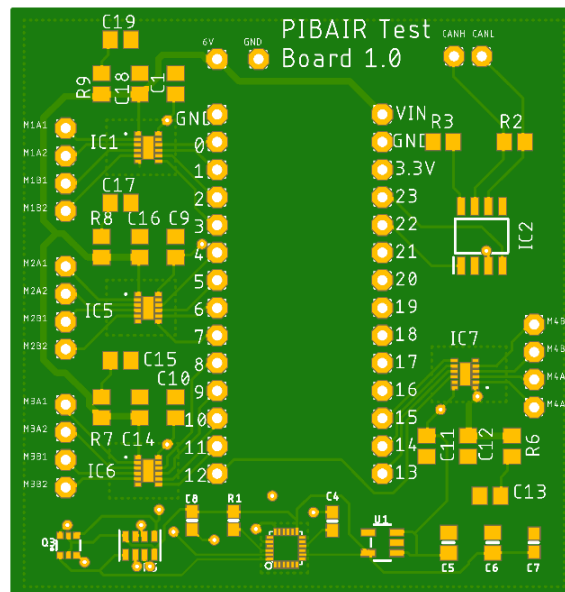 C19
PIBAIR Test
Board 1.0
6V
GND
CANH
CANL
R9
C18
C1
M1A1
M1A2
M1B1
M1B2
IC1
GND
0
1
2
3
4
5
6
7
8
9
10
11
12
VIN
GND
3.3V
23
22
21
20
19
18
17
16
15
14
13
R3
R2
IC2
C17
R8
C16
C9
M2A1
M2A2
M2B1
M2B2
IC5
C15
C10
M3A1
M3A2
M3B1
M3B2
R7
C14
IC6
IC7
M4B
M4B
M4A
M4A
C11
C12
R6
C13
Q3
C8
R1
C4
U1
C5
C6
C7